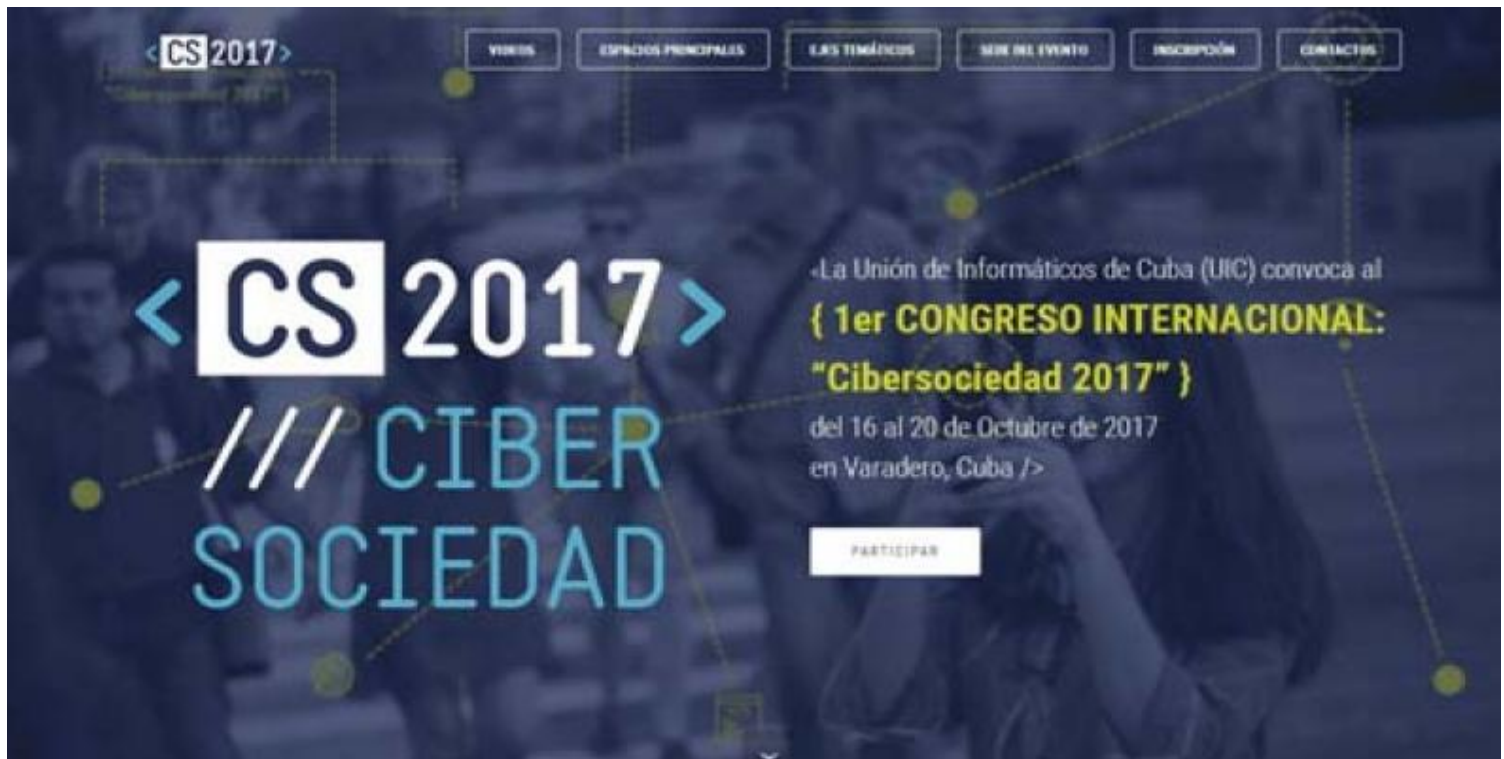 <CS 2017>
VIDEOS
ESPACIOS PRINCIPALES
EJES TEMÁTICOS
SEDE DEL EVENTO
INSCRIPCIÓN
CONTACTOS
"Cibersociedad 2017" }
<CS 2017>
/// CIBER
SOCIEDAD
<La Unión de Informáticos de Cuba (UIC) convoca al
{ 1er CONGRESO INTERNACIONAL:
“Cibersociedad 2017” }
del 16 al 20 de Octubre de 2017
en Varadero, Cuba />
PARTICIPAR